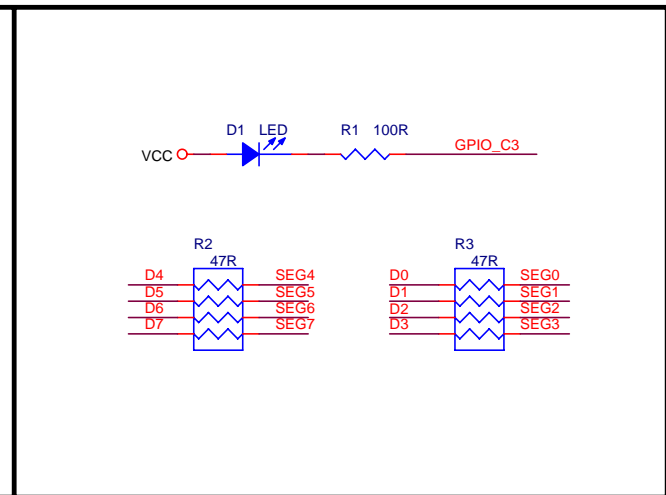 D1 LED R1 100R
VCC GPIO_C3
R2 R3
47R 47R
D4 SEG4 D0 SEG0
D5 SEG5 D1 SEG1
D6 SEG6 D2 SEG2
D7 SEG7 D3 SEG3